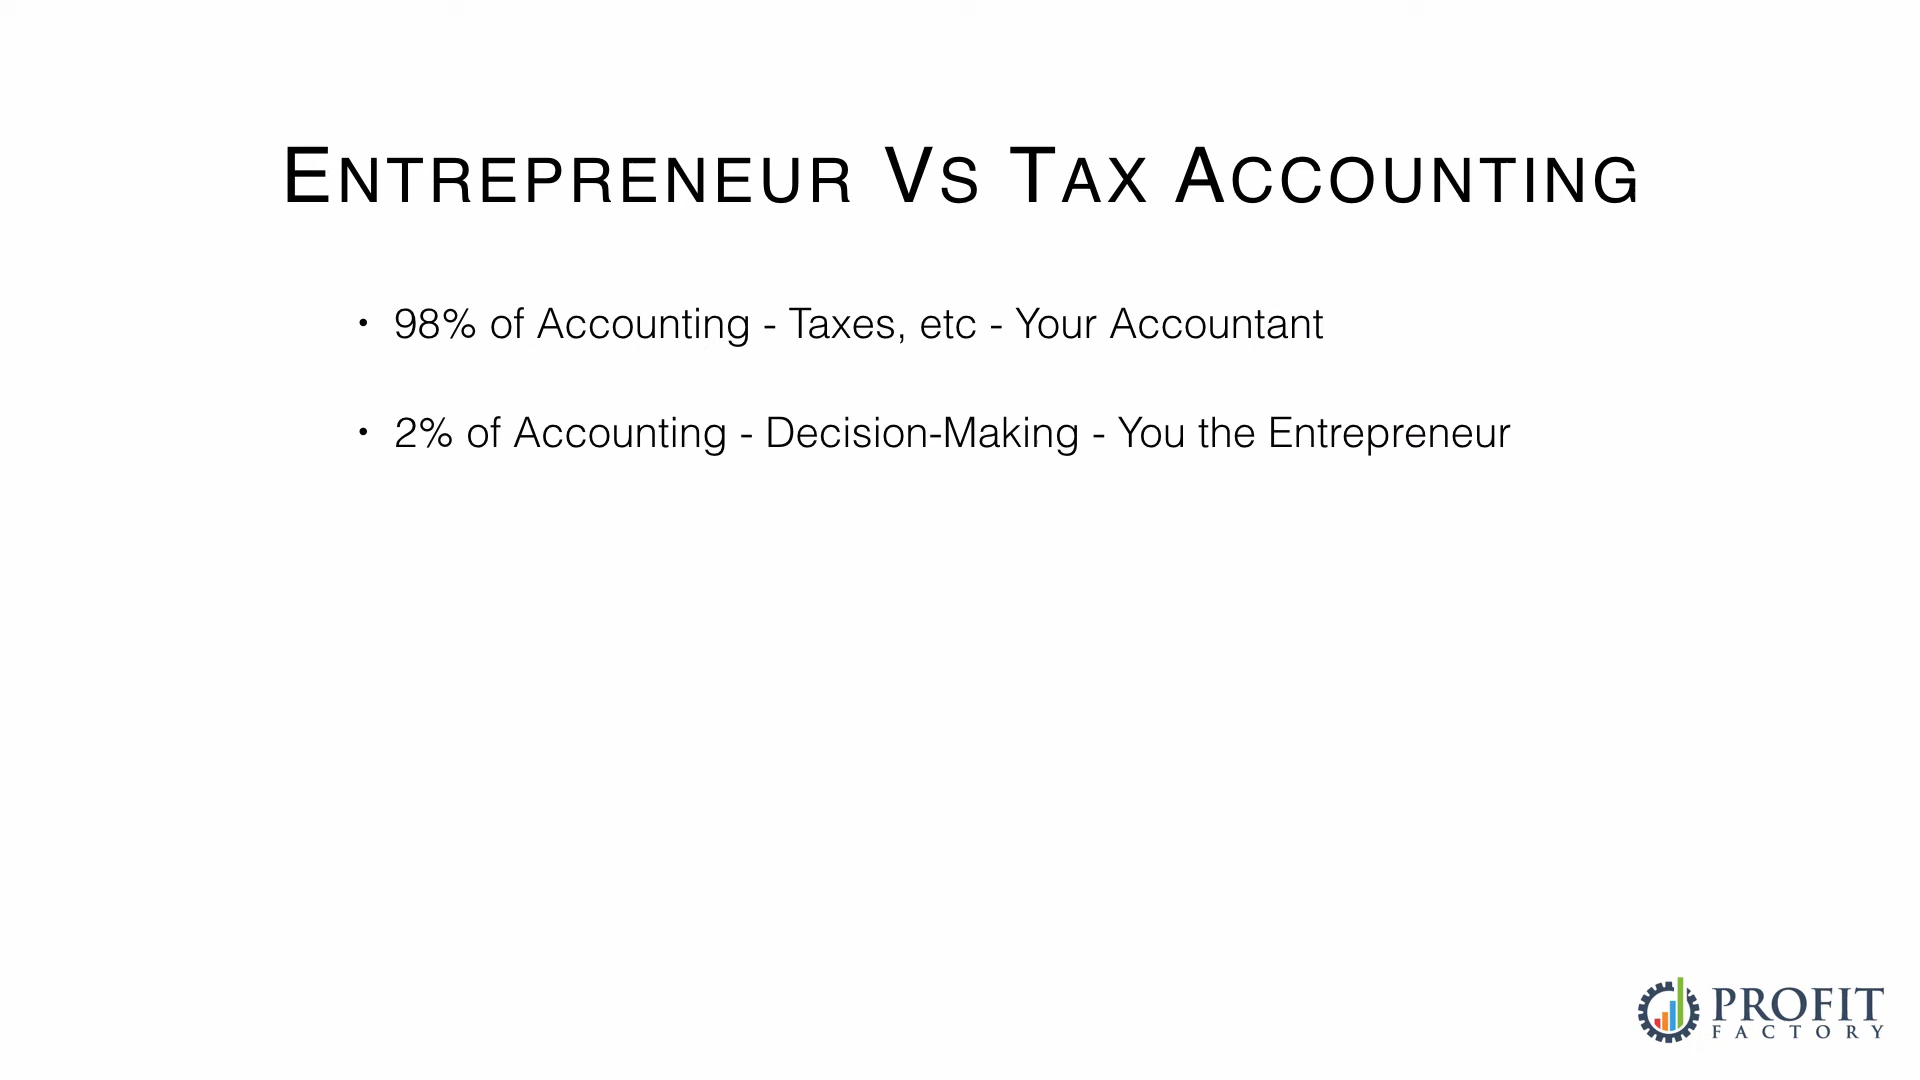 Entrepreneur Vs Tax Accounting
• 98% of Accounting - Taxes, etc - Your Accountant
• 2% of Accounting - Decision-Making - You the Entrepreneur
PROFIT
FACTORY